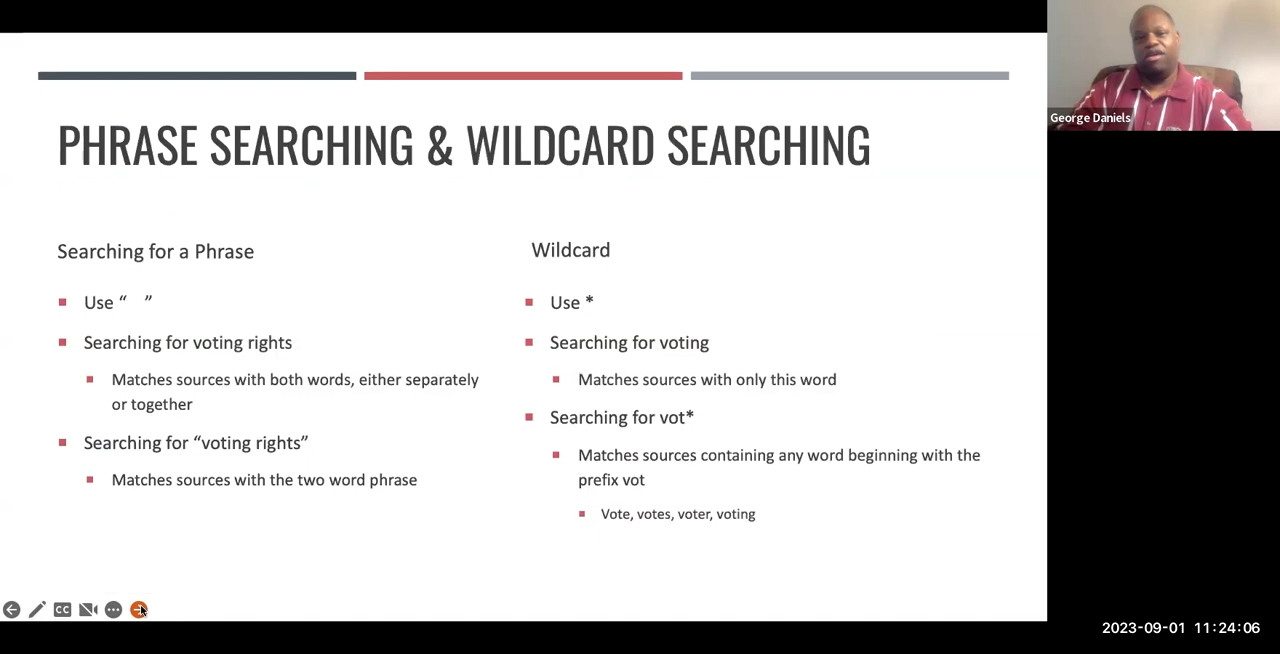 PHRASE SEARCHING & WILDCARD SEARCHING
Searching for a Phrase
Use “ ”
Searching for voting rights
Matches sources with both words, either separately
or together
Searching for “voting rights”
Matches sources with the two word phrase
Wildcard
Use *
Searching for voting
Matches sources with only this word
Searching for vot*
Matches sources containing any word beginning with the
prefix vot
Vote, votes, voter, voting
CC
George Daniels
2023-09-01 11:24:06